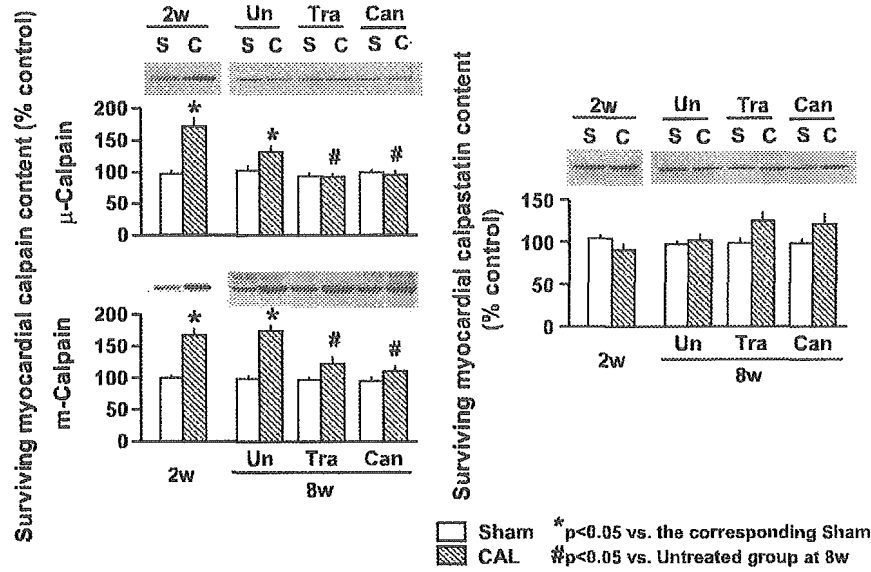 2w Un Tra Can
S C S C S C S C
Surviving myocardial calpain content (% control)
μ-Calpain
200
150
100
50
0
* * # #
m-Calpain
200
150
100
50
0
* * # #
Un Tra Can
2w
8w
Surviving myocardial calpastatin content
(% control)
2w Un Tra Can
S C S C S C S C
150
100
50
0
Un Tra Can
2w
8w
Sham *p<0.05 vs. the corresponding Sham
CAL #p<0.05 vs. Untreated group at 8w